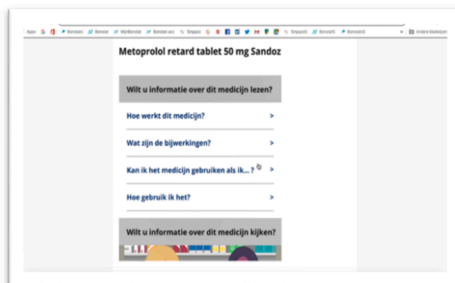 Apps
Metoprolol retard tablet 50 mg Sandoz
Wilt u informatie over dit medicijn lezen?
Hoe werkt dit medicijn? >
Wat zijn de bijwerkingen? >
Kan ik het medicijn gebruiken als ik... ? >
Hoe gebruik ik het? >
Wilt u informatie over dit medicijn kijken?